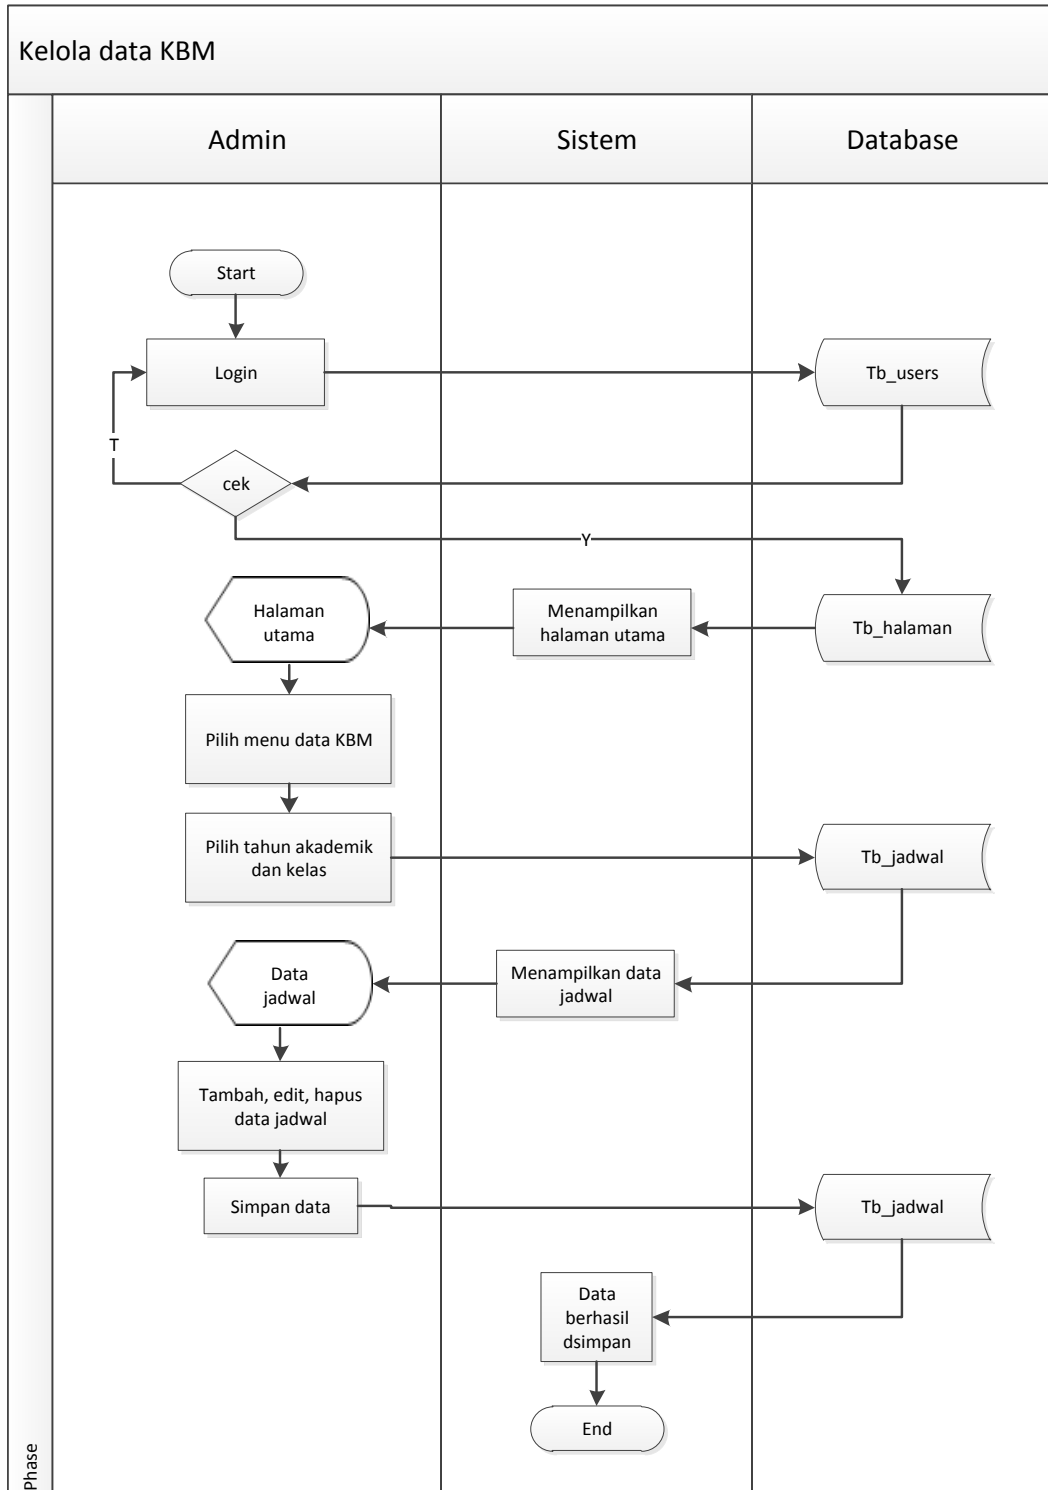 Kelola data KBM
Admin
Sistem
Database
Start
Login
Tb_users
T
cek
Y
Halaman
utama
Menampilkan
halaman utama
Tb_halaman
Pilih menu data KBM
Pilih tahun akademik
dan kelas
Tb_jadwal
Data
jadwal
Menampilkan data
jadwal
Tambah, edit, hapus
data jadwal
Simpan data
Tb_jadwal
Data
berhasil
dsimpan
End
Phase